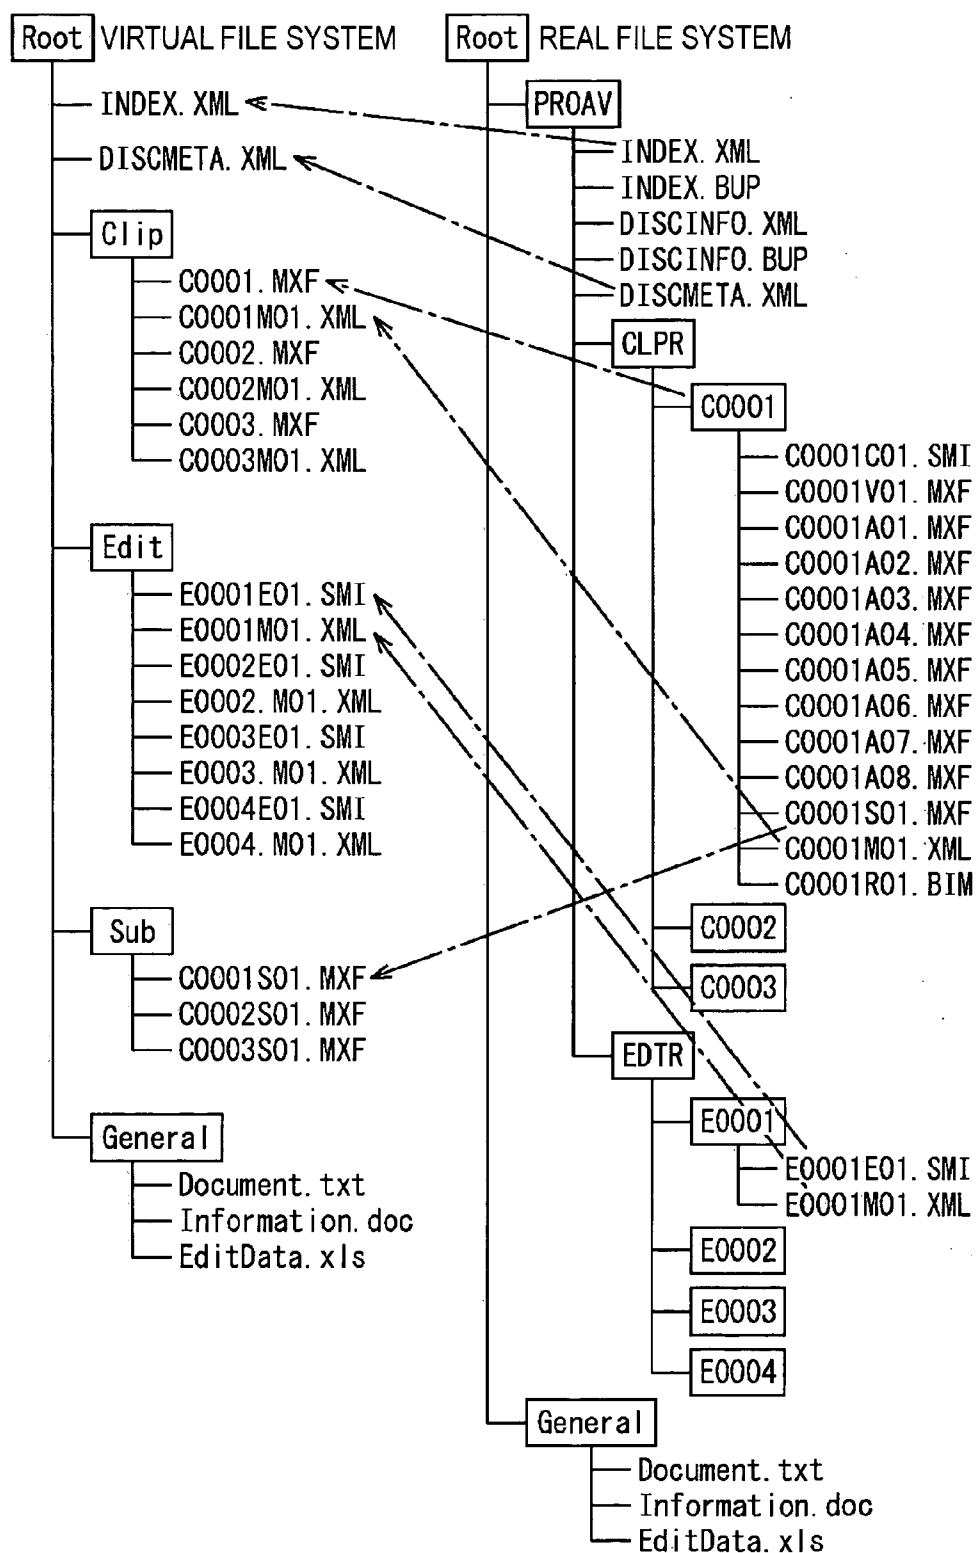 Root VIRTUAL FILE SYSTEM
INDEX. XML
DISCMETA. XML
Clip
C0001. MXF
C0001M01. XML
C0002. MXF
C0002M01. XML
C0003. MXF
C0003M01. XML
Edit
E0001E01. SMI
E0001M01. XML
E0002E01. SMI
E0002. M01. XML
E0003E01. SMI
E0003. M01. XML
E0004E01. SMI
E0004. M01. XML
Sub
C0001S01. MXF
C0002S01. MXF
C0003S01. MXF
General
Document. txt
Information. doc
EditData. xls
Root REAL FILE SYSTEM
PROAV
INDEX. XML
INDEX. BUP
DISCINFO. XML
DISCINFO. BUP
DISCMETA. XML
CLPR
C0001
C0001C01. SMI
C0001V01. MXF
C0001A01. MXF
C0001A02. MXF
C0001A03. MXF
C0001A04. MXF
C0001A05. MXF
C0001A06. MXF
C0001A07. MXF
C0001A08. MXF
C0001S01. MXF
C0001M01. XML
C0001R01. BIM
C0002
C0003
EDTR
E0001
E0001E01. SMI
E0001M01. XML
E0002
E0003
E0004
General
Document. txt
Information. doc
EditData. xls